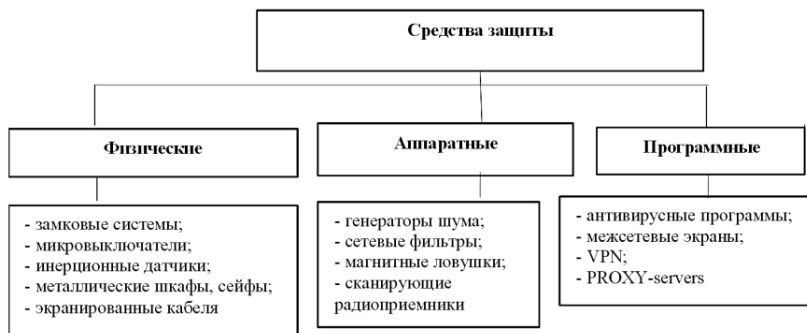 Средства защиты
Физические
Аппаратные
Программные
- замковые системы;
- микровыключатели;
- инерционные датчики;
- металлические шкафы, сейфы;
- экранированные кабеля
- генераторы шума;
- сетевые фильтры;
- магнитные ловушки;
- сканирующие
радиоприемники
- антивирусные программы;
- межсетевые экраны;
- VPN;
- PROXY-servers